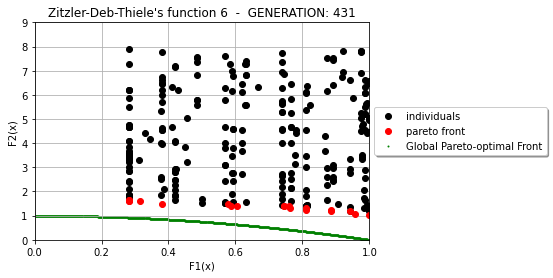 Zitzler-Deb-Thiele's function 6 - GENERATION: 431
9
8
7
6
5
4
3
2
1
0
F2(x)
0.0 0.2 0.4 0.6 0.8 1.0
F1(x)
individuals
pareto front
Global Pareto-optimal Front